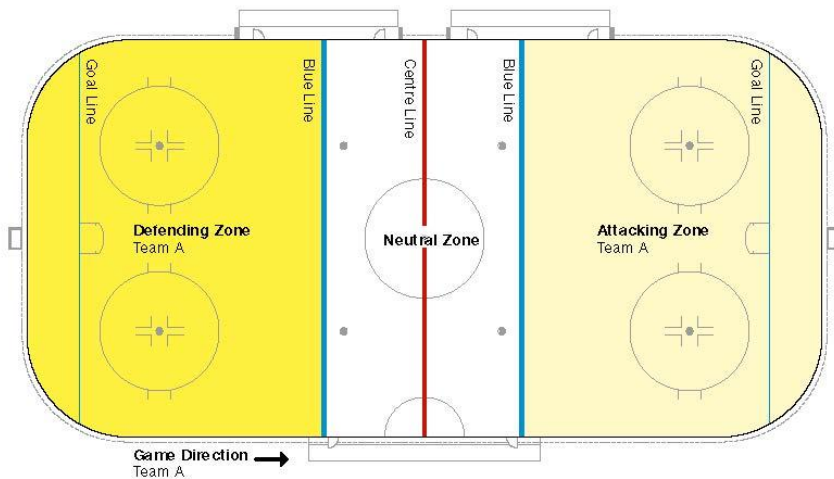 Goal Line
Blue Line
Centre Line
Blue Line
Goal Line
Defending Zone
Team A
Neutral Zone
Attacking Zone
Team A
Game Direction
Team A